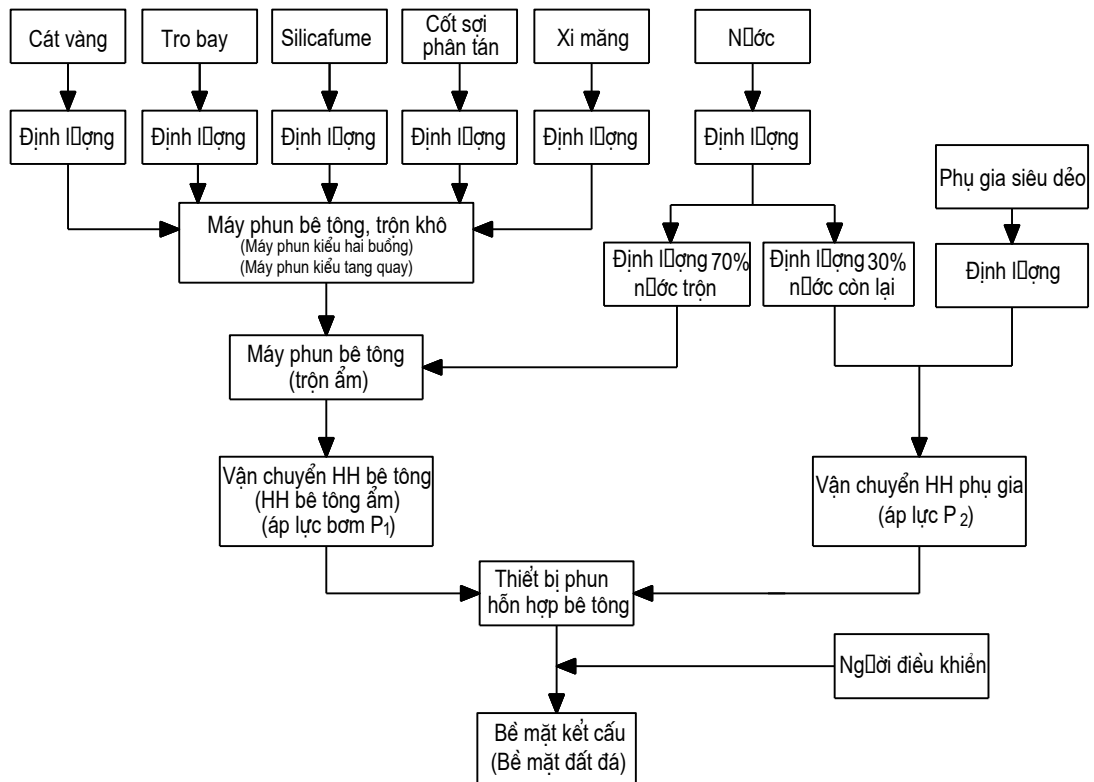 Cát vàng
Tro bay
Silicafume
Cốt sợi
phân tán
Xi măng
N□ớc
Định l□ợng
Định l□ợng
Định l□ợng
Định l□ợng
Định l□ợng
Định l□ợng
Phụ gia siêu dẻo
Máy phun bê tông, trộn khô
(Máy phun kiểu hai buồng)
(Máy phun kiểu tang quay)
Định l□ợng 70%
n□ớc trộn
Định l□ợng 30%
n□ớc còn lại
Định l□ợng
Máy phun bê tông
(trộn ẩm)
Vận chuyển HH bê tông
(HH bê tông ẩm)
(áp lực bơm P1)
Vận chuyển HH phụ gia
(áp lực P2)
Thiết bị phun
hỗn hợp bê tông
Ng□ời điều khiển
Bề mặt kết cấu
(Bề mặt đất đá)